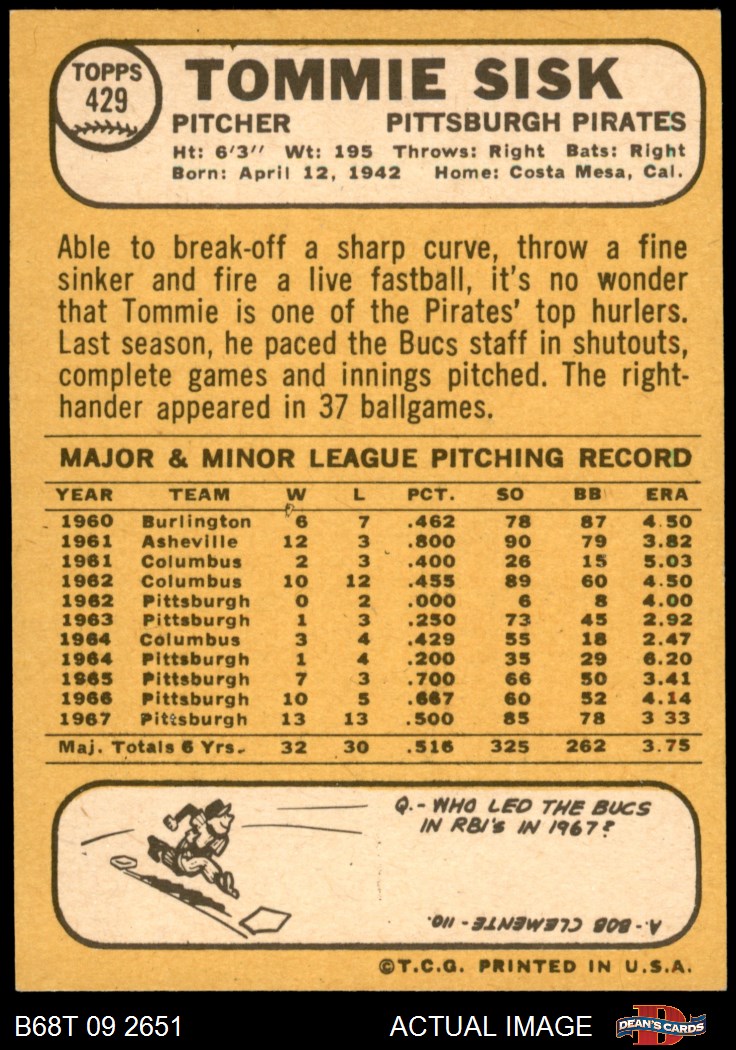 TOPPS
429
TOMMIE SISK
PITCHER PITTSBURGH PIRATES
Ht: 6'3" Wt: 195 Throws: Right Bats: Right
Born: April 12, 1942 Home: Costa Mesa, Cal.
Able to break-off a sharp curve, throw a fine
sinker and fire a live fastball, it's no wonder
that Tommie is one of the Pirates' top hurlers.
Last season, he paced the Bucs staff in shutouts,
complete games and innings pitched. The right-
hander appeared in 37 ballgames.
MAJOR & MINOR LEAGUE PITCHING RECORD
YEAR TEAM W L PCT. SO BB ERA
1960 Burlington 6 7 .462 78 87 4.50
1961 Asheville 12 3 .800 90 79 3.82
1961 Columbus 2 3 .400 26 15 5.03
1962 Columbus 10 12 .455 89 60 4.50
1962 Pittsburgh 0 2 .000 6 8 4.00
1963 Pittsburgh 1 3 .250 73 45 2.92
1964 Columbus 3 4 .429 55 18 2.47
1964 Pittsburgh 1 4 .200 35 29 6.20
1965 Pittsburgh 7 3 .700 66 50 3.41
1966 Pittsburgh 10 5 .667 60 52 4.14
1967 Pittsburgh 13 13 .500 85 78 3 33
Maj. Totals 6 Yrs. 32 30 .516 325 262 3.75
Q.- WHO LED THE BUCS
IN RBI'S IN 1967?
A.- BOB CLEMENTE - 110.
©T.C.G. PRINTED IN U.S.A.
B68T 09 2651 ACTUAL IMAGE D DEAN'S CARDS